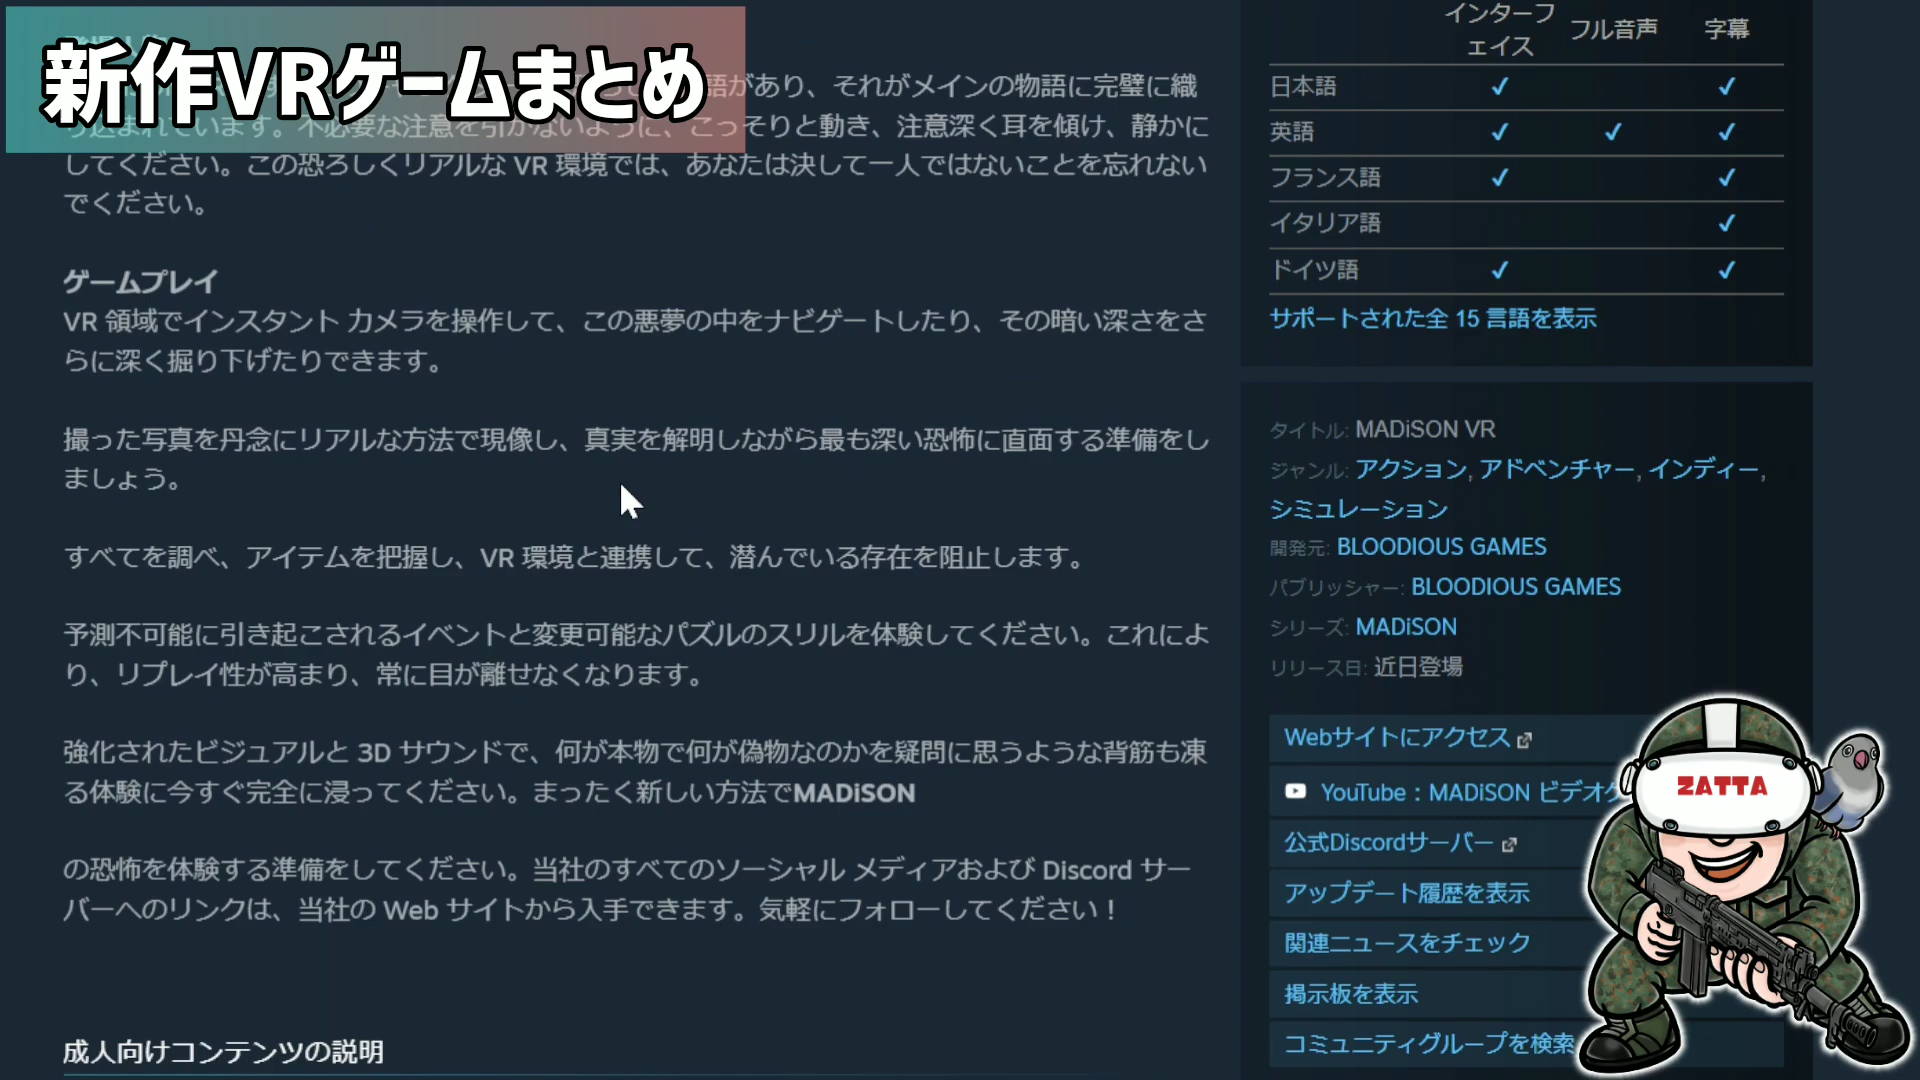 新作VRゲームまとめ
語があり、それがメインの物語に完璧に織
り込まれています。不必要な注意を引かないように、こっそりと動き、注意深く耳を傾け、静かに
してください。この恐ろしくリアルな VR 環境では、あなたは決して一人ではないことを忘れない
でください。
ゲームプレイ
VR 領域でインスタント カメラを操作して、この悪夢の中をナビゲートしたり、その暗い深さをさ
らに深く掘り下げたりできます。
撮った写真を丹念にリアルな方法で現像し、真実を解明しながら最も深い恐怖に直面する準備をし
ましょう。
すべてを調べ、アイテムを把握し、VR 環境と連携して、潜んでいる存在を阻止します。
予測不可能に引き起こされるイベントと変更可能なパズルのスリルを体験してください。これによ
り、リプレイ性が高まり、常に目が離せなくなります。
強化されたビジュアルと 3D サウンドで、何が本物で何が偽物なのかを疑問に思うような背筋も凍
る体験に今すぐ完全に浸ってください。まったく新しい方法でMADiSON
の恐怖を体験する準備をしてください。当社のすべてのソーシャル メディアおよび Discord サー
バーへのリンクは、当社の Web サイトから入手できます。気軽にフォローしてください！
成人向けコンテンツの説明
インターフ
ェイス フル音声 字幕
日本語 ✓ ✓
英語 ✓ ✓ ✓
フランス語 ✓ ✓
イタリア語 ✓
ドイツ語 ✓ ✓
サポートされた全 15 言語を表示
タイトル: MADiSON VR
ジャンル: アクション, アドベンチャー, インディー,
シミュレーション
開発元: BLOODIOUS GAMES
パブリッシャー: BLOODIOUS GAMES
シリーズ: MADiSON
リリース日: 近日登場
Webサイトにアクセス
YouTube：MADiSON ビデオ
公式Discordサーバー
アップデート履歴を表示
関連ニュースをチェック
掲示板を表示
コミュニティグループを検索
ZATTA